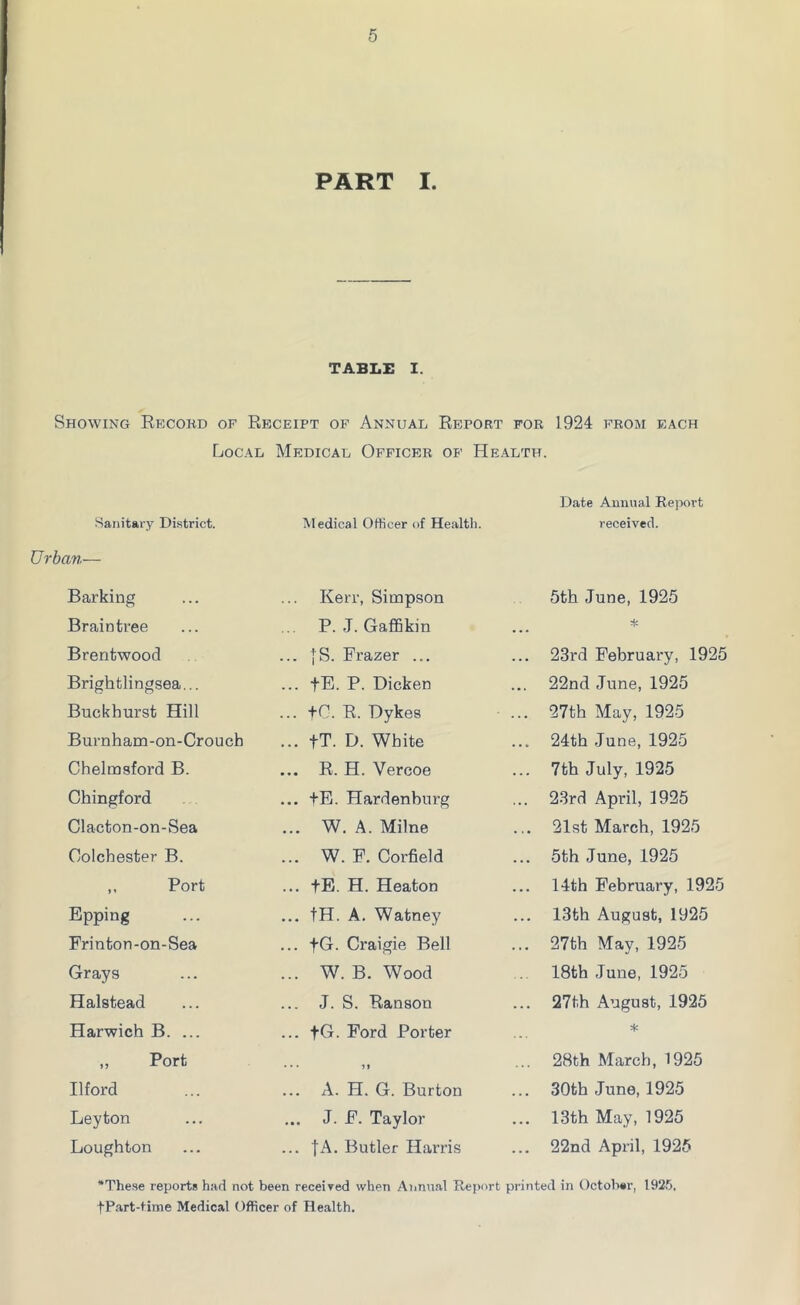 5
PART I.
TABLE I.
Showing Record of Receipt of Annual Report for 1924 from each
Local Medical Officer of Health.
Sanitary District. Medical Officer of Health. Date Annual Report received.
Urban—
Barking ... ... Kerr, Simpson 5th June, 1925
Braintree ... ... P. J. Gaffikin ... *
Brentwood ... †S. Frazer ... ... 23rd February, 1925
Brightlingsea... ... †E. P. Dicken ... 22nd June, 1925
Buckhurst Hill ... †C. R. Dykes ... 27th May, 1925
Burnham-on-Crouch ... †T. D. White ... 24th June, 1925
Chelmsford B. ... R. H. Vercoe ... 7th July, 1925
Chingford ... †E. Hardenburg ... 23rd April, 1925
Clacton-on-Sea ... W. A. Milne ... 21st March, 1925
Colchester B. ... W. F. Corfield ... 5th June, 1925
,, Port ... †E. H. Heaton ... 14th February, 1925
Epping ... ... †H. A. Watney ... 13th August, 1925
Frinton-on-Sea ... †G. Craigie Bell ... 27th May, 1925
Grays ... ... W. B. Wood ... 18th June, 1925
Halstead ... ... J. S. Ranson ... 27th August, 1925
Harwich B. ... ... †G. Ford Porter ... *
,, Port ... ,, ... 28th March, 1925
Ilford ... ... A. H. G. Burton ... 30th June, 1925
Leyton ... ... J. F. Taylor ... 13th May, 1925
Loughton ... ... †A. Butler Harris ... 22nd April, 1925
*These reports had not been received when Annual Report printed in October, 1925.
†Part-time Medical Officer of Health.